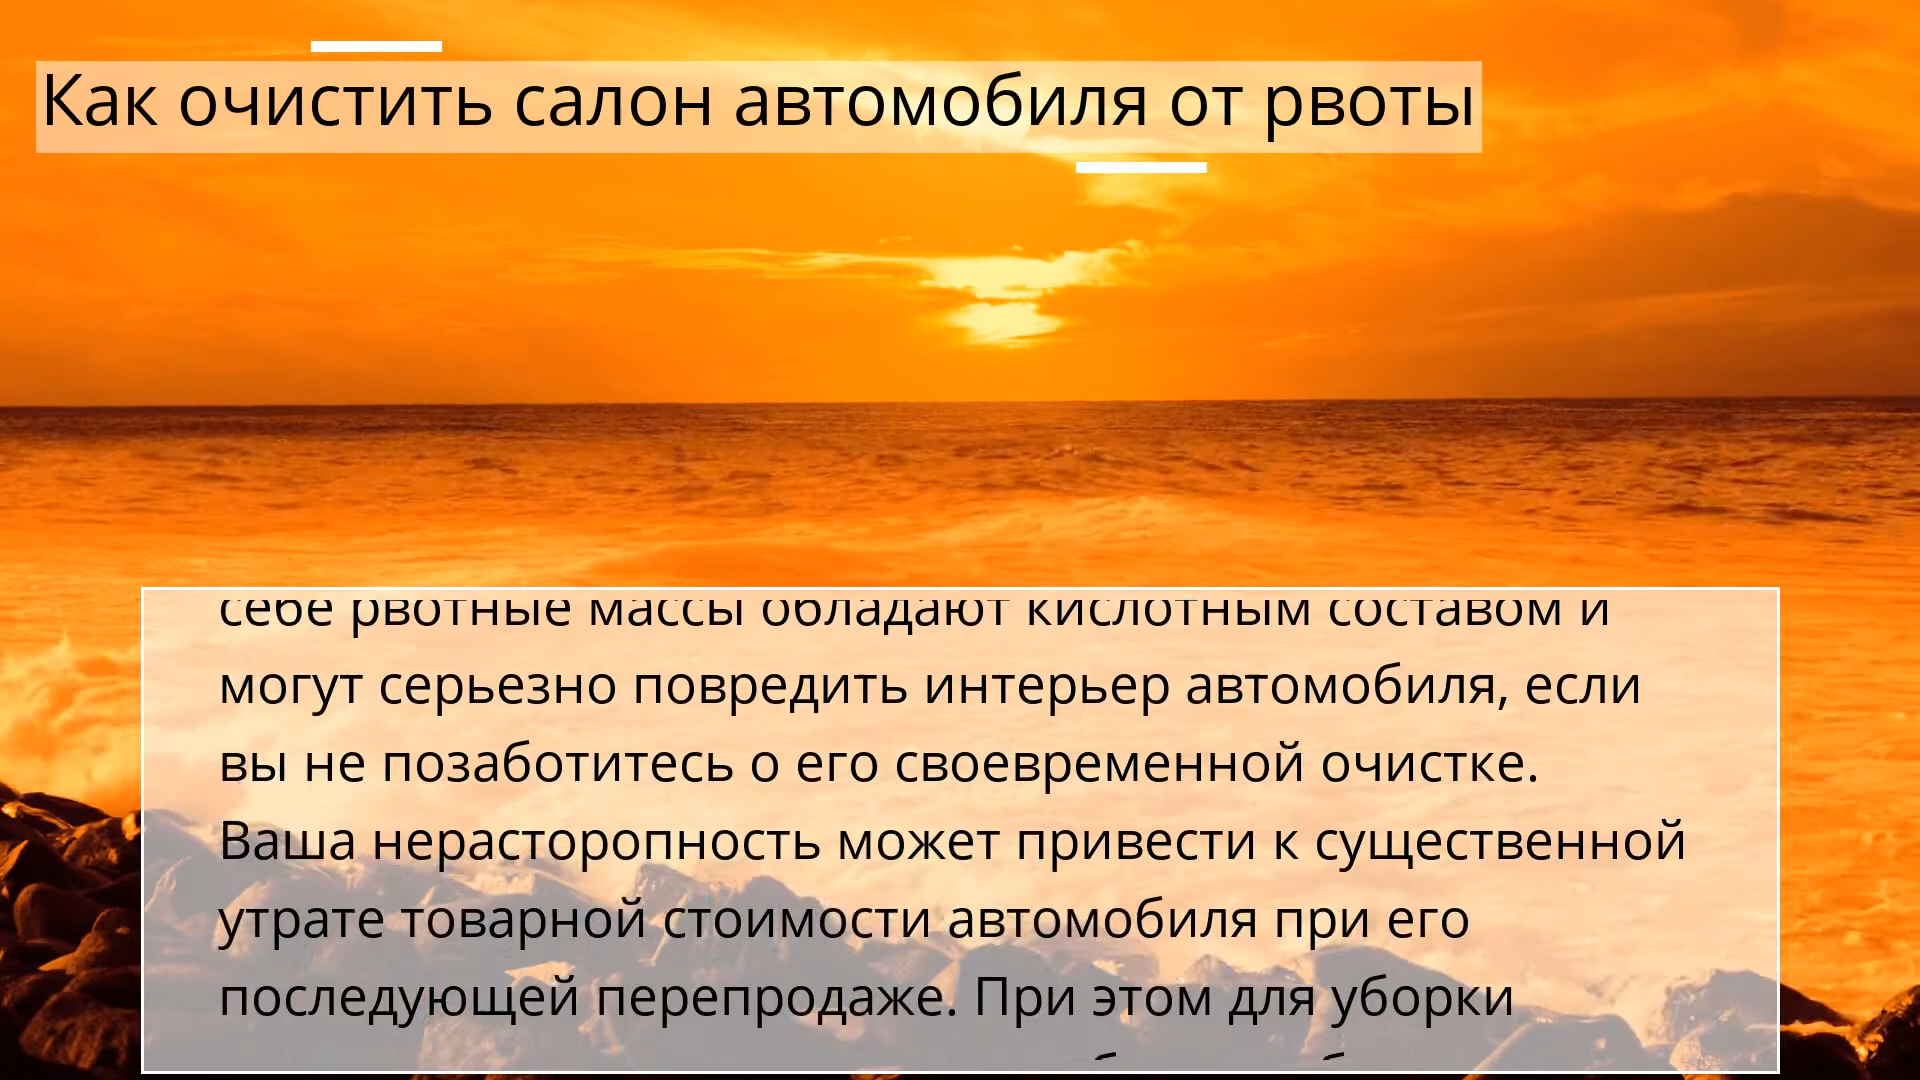 Как очистить салон автомобиля от рвоты
себе рвотные массы обладают кислотным составом и
могут серьезно повредить интерьер автомобиля, если
вы не позаботитесь о его своевременной очистке.
Ваша нерасторопность может привести к существенной
утрате товарной стоимости автомобиля при его
последующей перепродаже. При этом для уборки